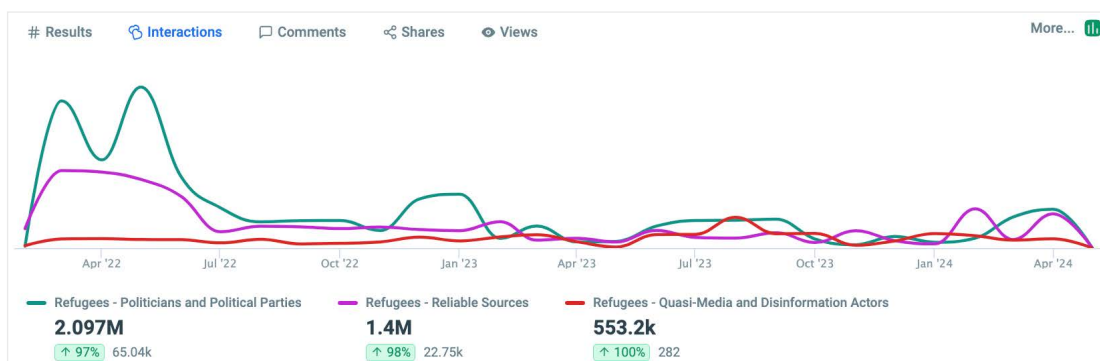 # Results Interactions Comments Shares Views More...
Apr '22 Jul '22 Oct '22 Jan '23 Apr '23 Jul '23 Oct '23 Jan '24 Apr '24
Refugees - Politicians and Political Parties Refugees - Reliable Sources Refugees - Quasi-Media and Disinformation Actors
2.097M 1.4M 553.2k
↑ 97% 65.04k ↑ 98% 22.75k ↑ 100% 282